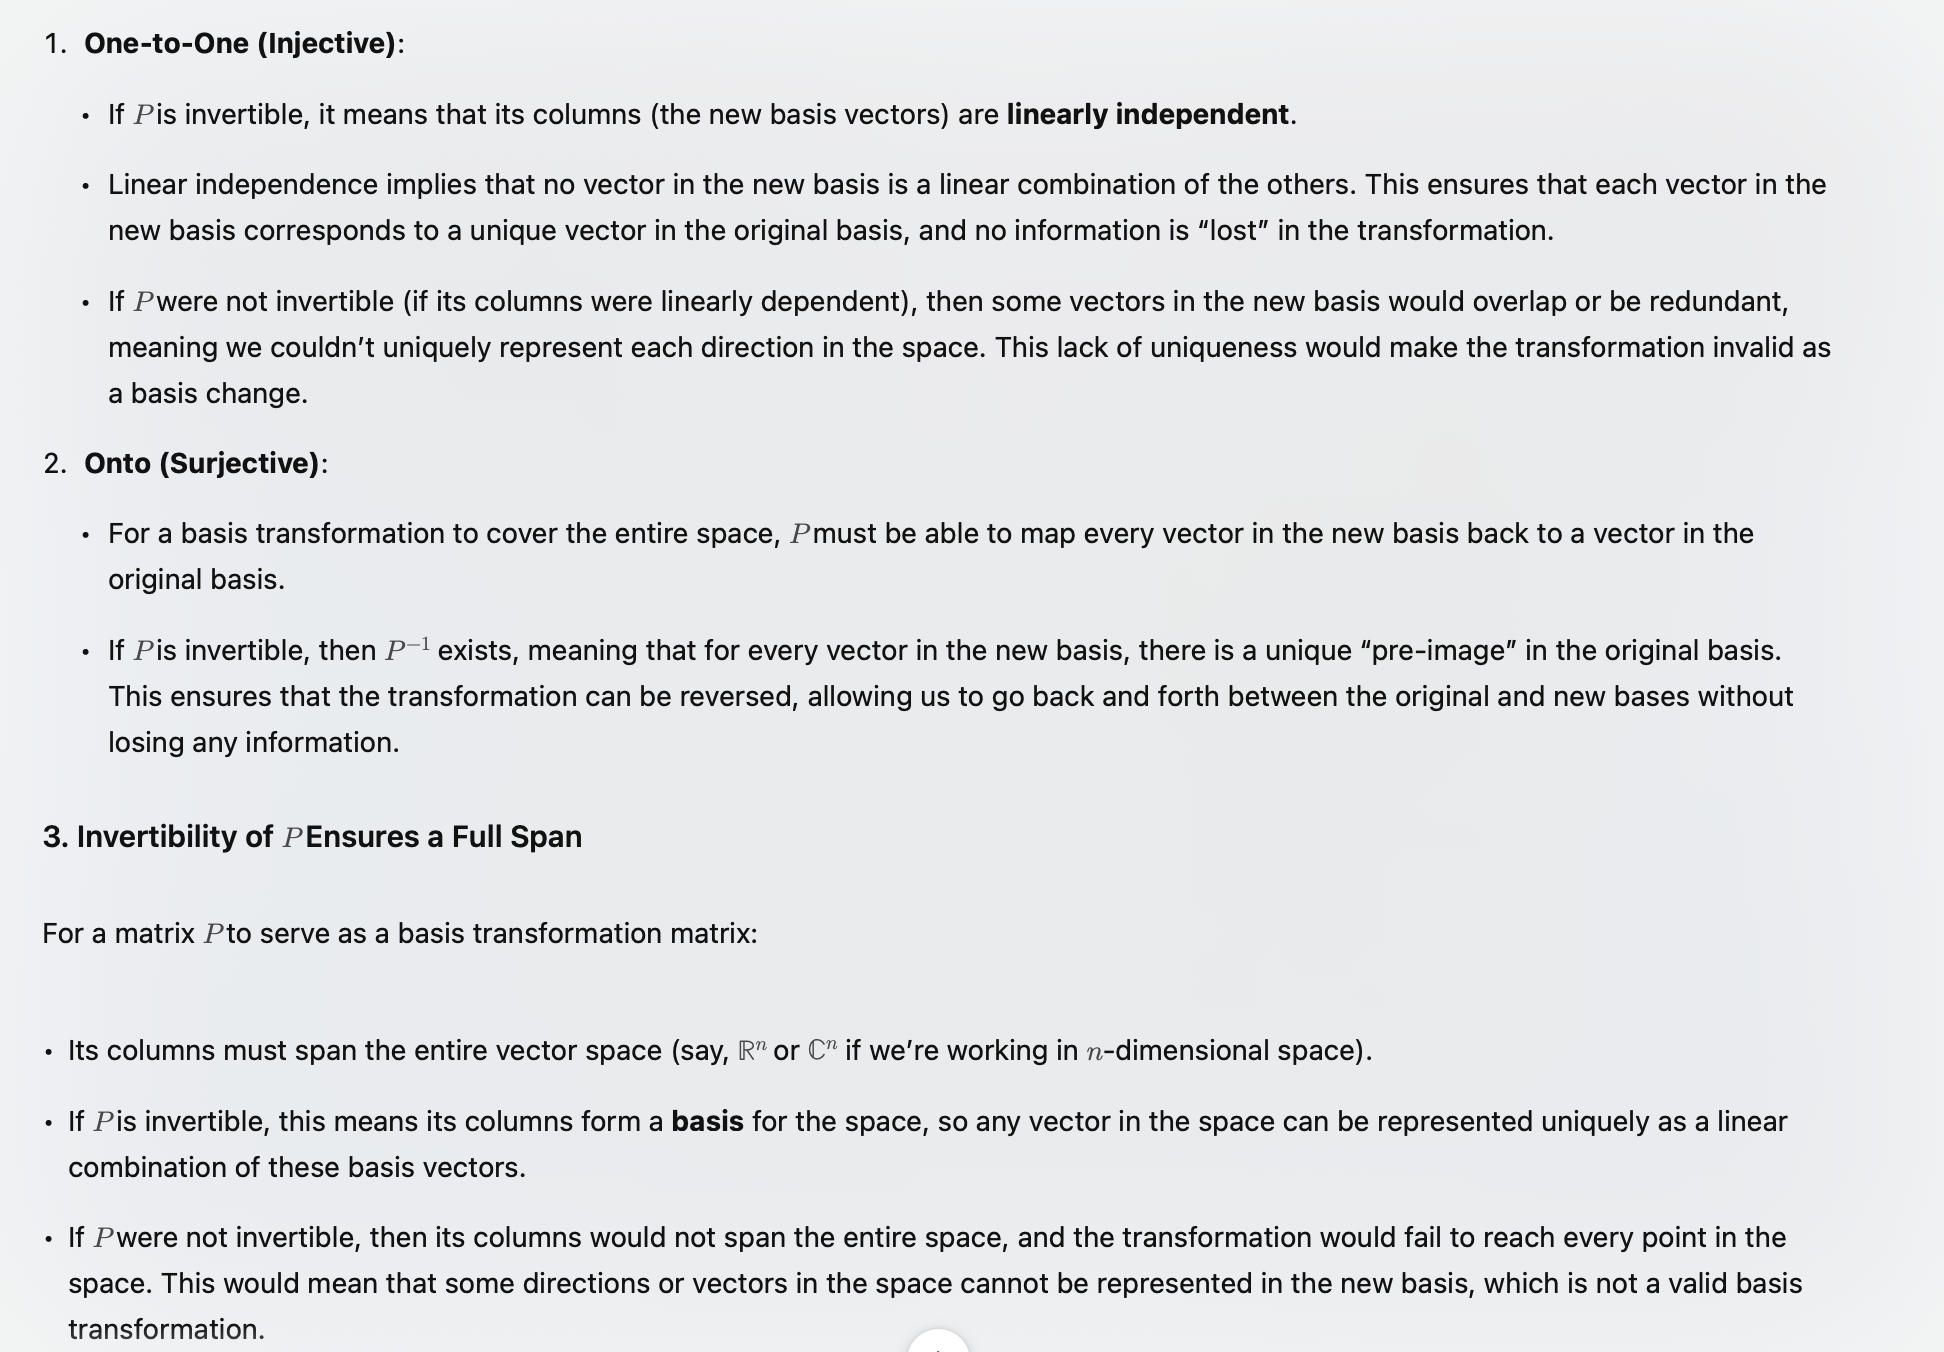 1. One-to-One (Injective):
• If P is invertible, it means that its columns (the new basis vectors) are linearly independent.
• Linear independence implies that no vector in the new basis is a linear combination of the others. This ensures that each vector in the
new basis corresponds to a unique vector in the original basis, and no information is “lost” in the transformation.
• If P were not invertible (if its columns were linearly dependent), then some vectors in the new basis would overlap or be redundant,
meaning we couldn’t uniquely represent each direction in the space. This lack of uniqueness would make the transformation invalid as
a basis change.
2. Onto (Surjective):
• For a basis transformation to cover the entire space, P must be able to map every vector in the new basis back to a vector in the
original basis.
• If P is invertible, then P⁻¹ exists, meaning that for every vector in the new basis, there is a unique “pre-image” in the original basis.
This ensures that the transformation can be reversed, allowing us to go back and forth between the original and new bases without
losing any information.
3. Invertibility of P Ensures a Full Span
For a matrix P to serve as a basis transformation matrix:
• Its columns must span the entire vector space (say, ℝⁿ or ℂⁿ if we’re working in n-dimensional space).
• If P is invertible, this means its columns form a basis for the space, so any vector in the space can be represented uniquely as a linear
combination of these basis vectors.
• If P were not invertible, then its columns would not span the entire space, and the transformation would fail to reach every point in the
space. This would mean that some directions or vectors in the space cannot be represented in the new basis, which is not a valid basis
transformation.